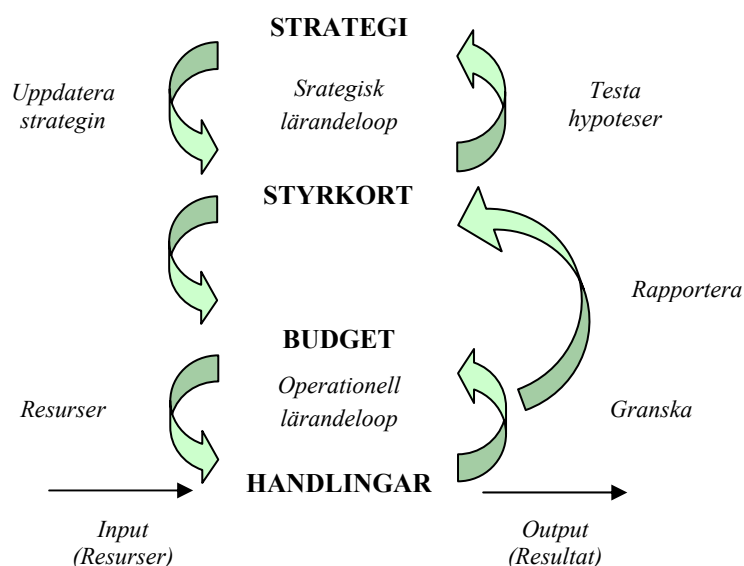 STRATEGI
Uppdatera
strategin
Srategisk
lärandeloop
Testa
hypoteser
STYRKORT
Rapportera
BUDGET
Resurser
Operationell
lärandeloop
Granska
HANDLINGAR
Input
(Resurser)
Output
(Resultat)